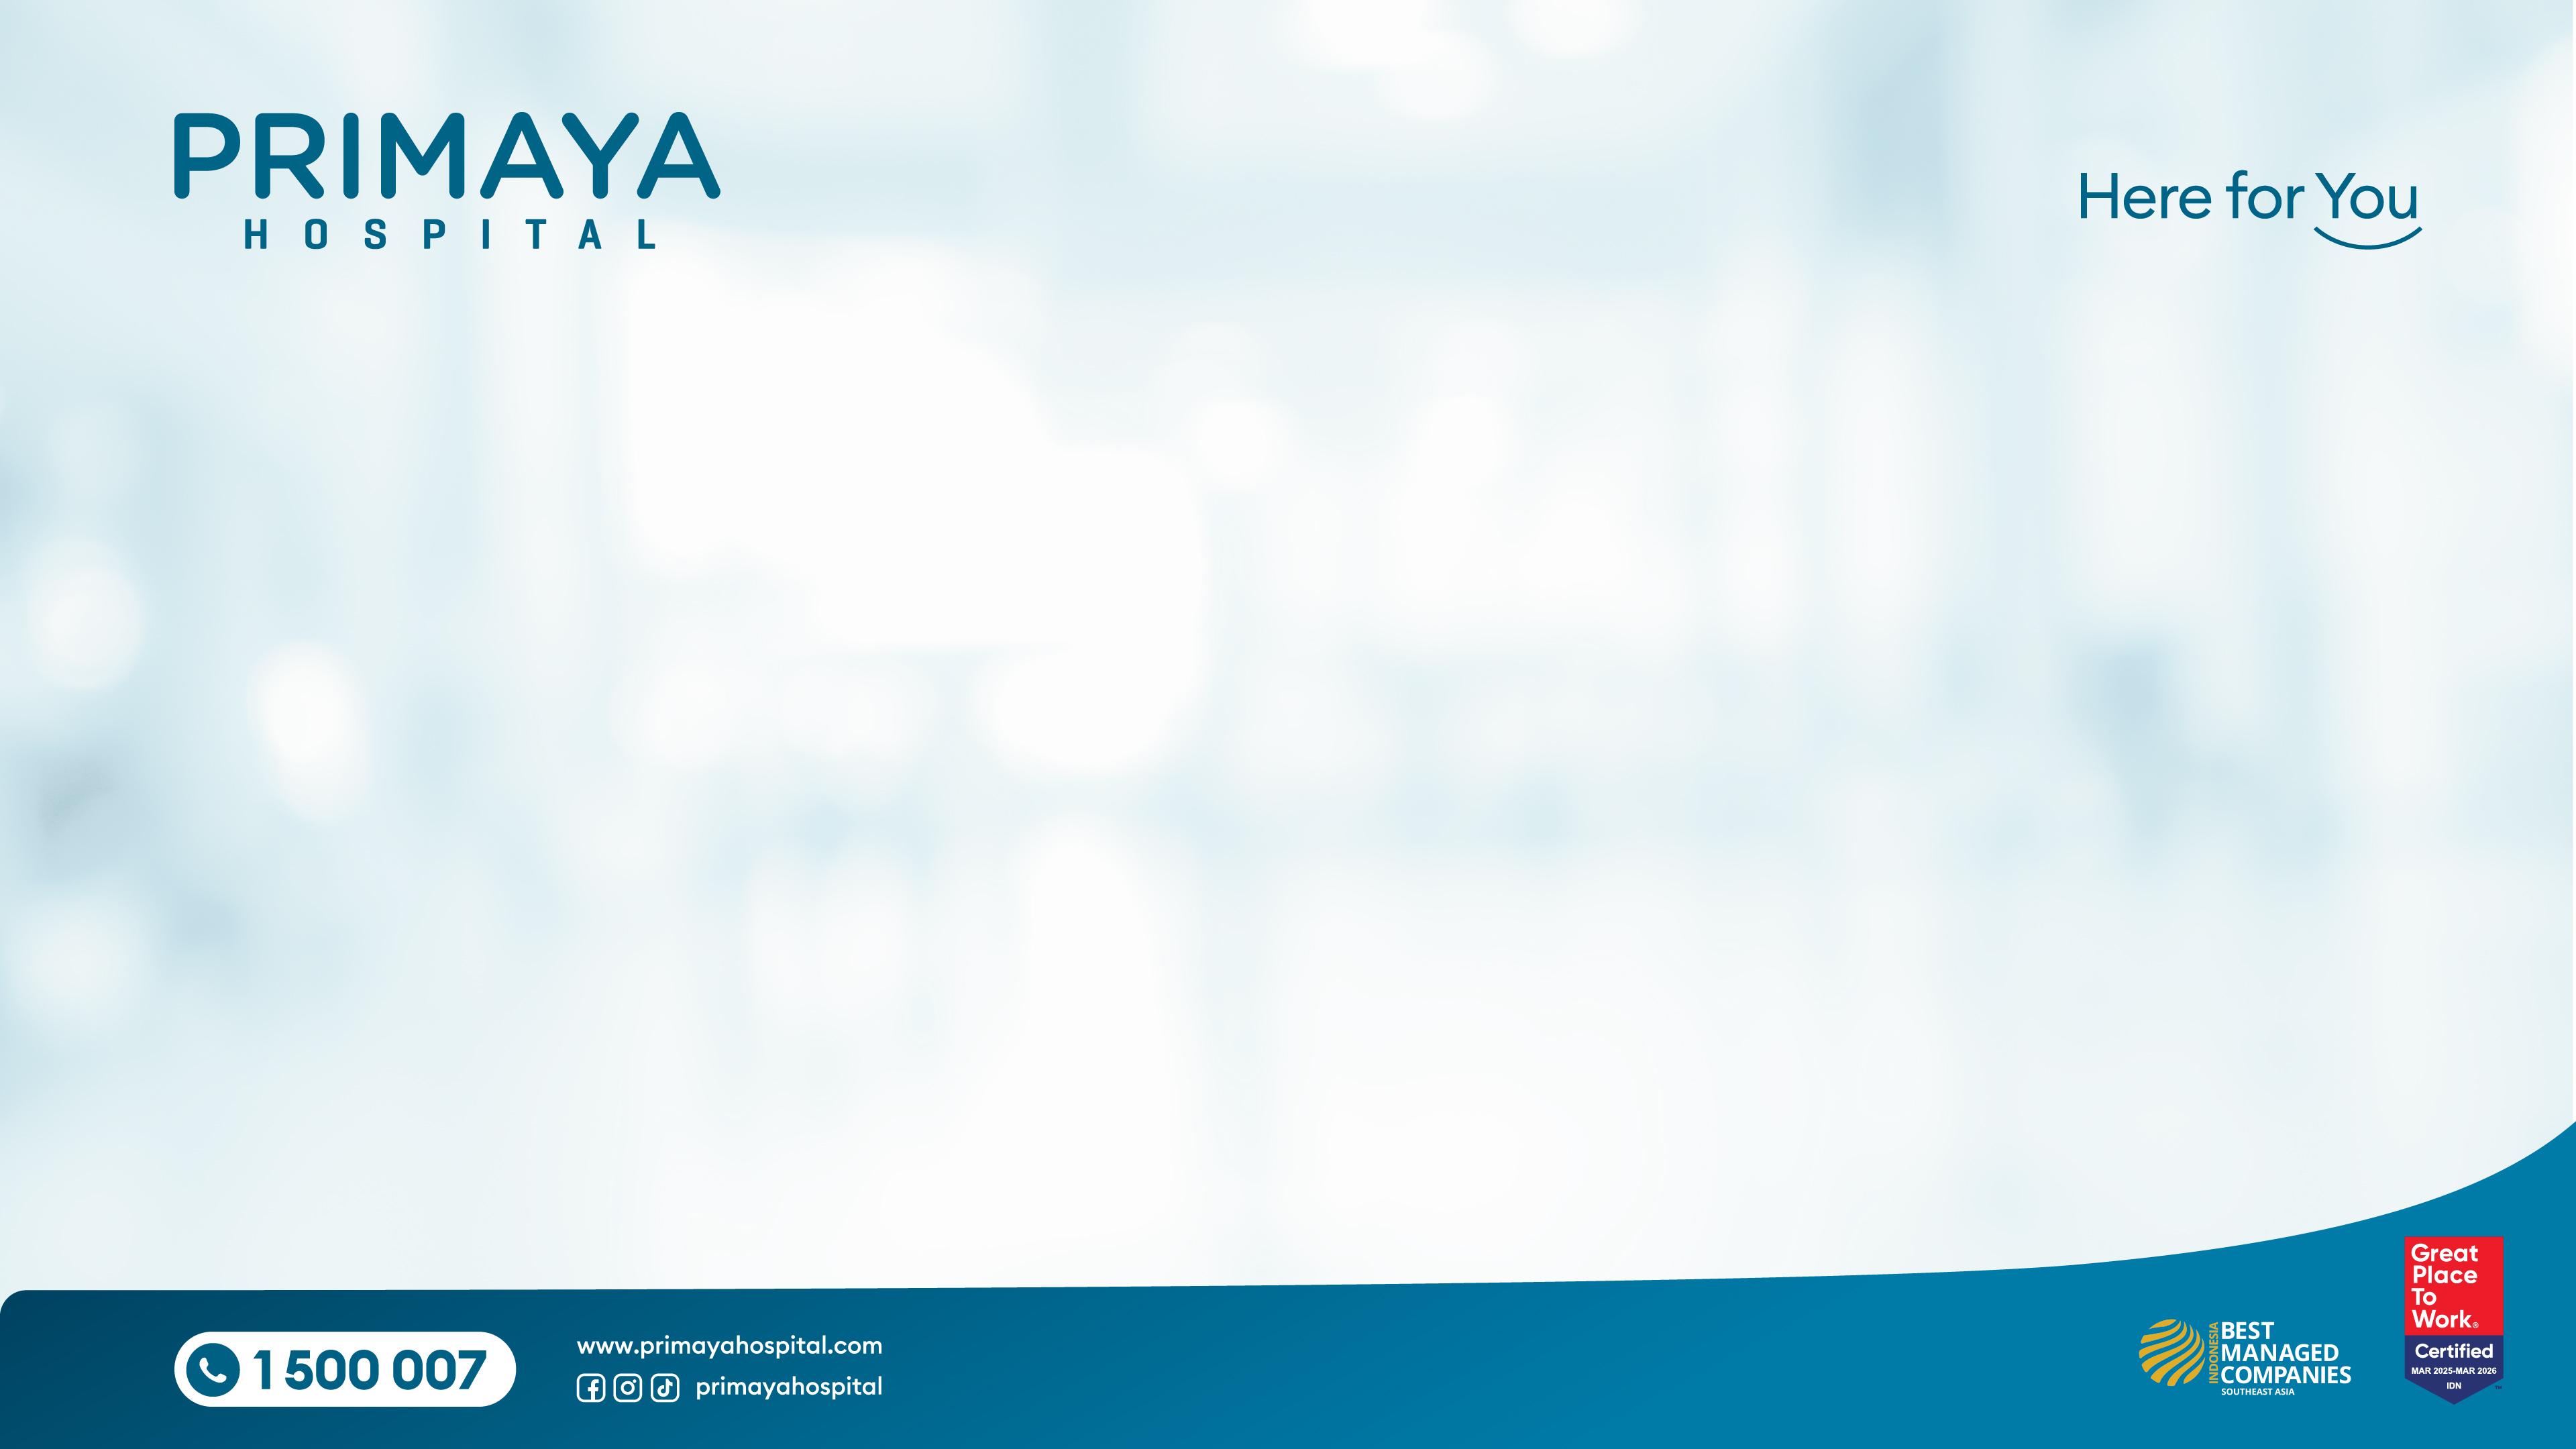 PRIMAYA
HOSPITAL
Here for You
1 500 007
www.primayahospital.com
primayahospital
INDONESIA
BEST
MANAGED
COMPANIES
SOUTHEAST ASIA
Great
Place
To
Work®
Certified
MAR 2025-MAR 2026
IDN
™